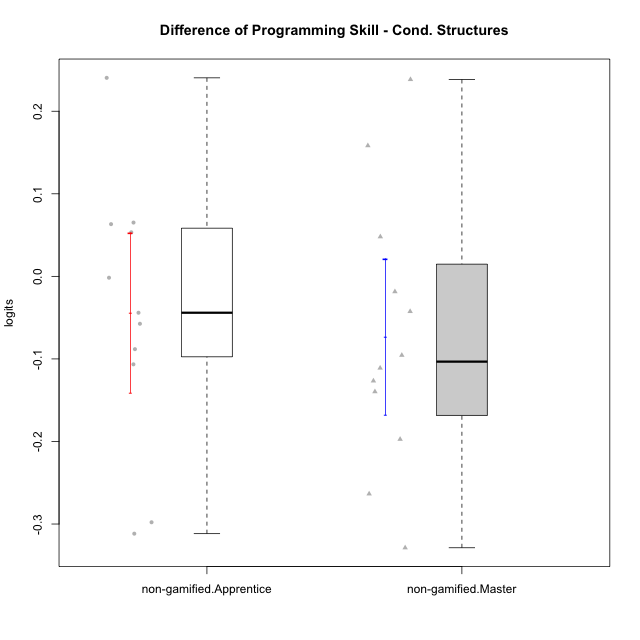 Difference of Programming Skill - Cond. Structures
logits
0.2
0.1
0.0
-0.1
-0.2
-0.3
non-gamified.Apprentice
non-gamified.Master